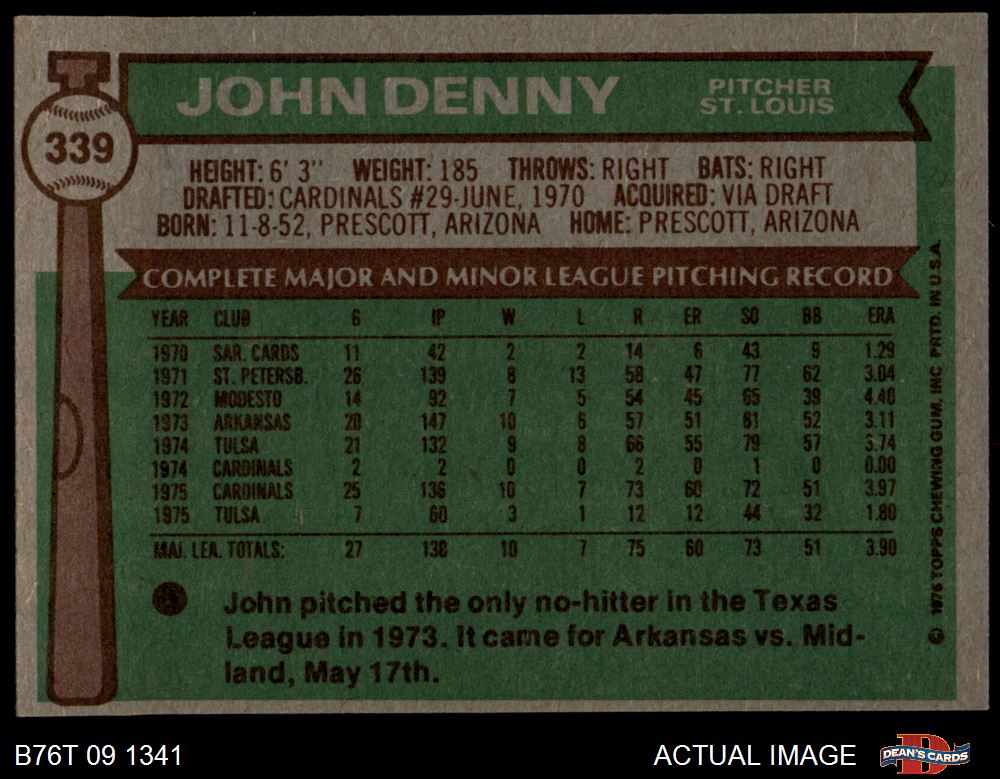 JOHN DENNY
PITCHER
ST. LOUIS
339
HEIGHT: 6' 3" WEIGHT: 185 THROWS: RIGHT BATS: RIGHT
DRAFTED: CARDINALS #29-JUNE, 1970 ACQUIRED: VIA DRAFT
BORN: 11-8-52, PRESCOTT, ARIZONA HOME: PRESCOTT, ARIZONA
COMPLETE MAJOR AND MINOR LEAGUE PITCHING RECORD
YEAR CLUB G IP W L R ER SO BB ERA
1970 SAR. CARDS 11 42 2 2 14 6 43 9 1.29
1971 ST. PETERSB. 26 139 8 13 58 47 77 62 3.04
1972 MODESTO 14 92 7 5 54 45 65 39 4.40
1973 ARKANSAS 20 147 10 6 57 51 81 52 3.11
1974 TULSA 21 132 9 8 66 55 79 57 3.74
1974 CARDINALS 2 2 0 0 2 0 1 0 0.00
1975 CARDINALS 25 136 10 7 73 60 72 51 3.97
1975 TULSA 7 60 3 1 12 12 44 32 1.80
MAJ. LEA. TOTALS: 27 138 10 7 75 60 73 51 3.90
John pitched the only no-hitter in the Texas
League in 1973. It came for Arkansas vs. Mid-
land, May 17th.
© 1976 TOPPS CHEWING GUM, INC PRTD. IN U.S.A.
B76T 09 1341
ACTUAL IMAGE
DEAN'S CARDS